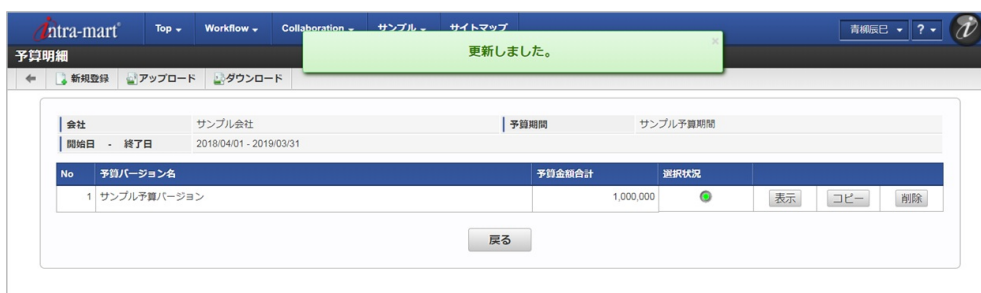 intra-mart Top Workflow Collaboration サンプル サイトマップ 青柳辰巳 ?
更新しました。 ×
予算明細
新規登録 アップロード ダウンロード
会社 サンプル会社 予算期間 サンプル予算期間
開始日 - 終了日 2018/04/01 - 2019/03/31
No 予算バージョン名 予算金額合計 選択状況
1 サンプル予算バージョン 1,000,000 表示 コピー 削除
戻る